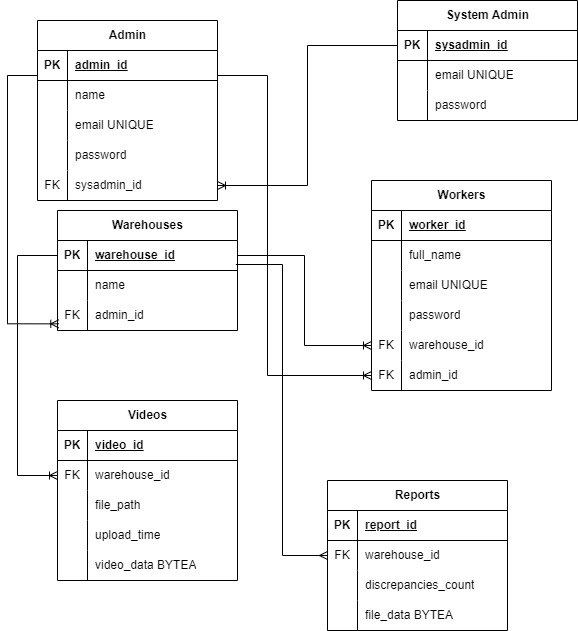 System Admin
PK sysadmin_id
email UNIQUE
password
Admin
PK admin_id
name
email UNIQUE
password
FK sysadmin_id
Workers
PK worker_id
full_name
email UNIQUE
password
FK warehouse_id
FK admin_id
Warehouses
PK warehouse_id
name
FK admin_id
Videos
PK video_id
FK warehouse_id
file_path
upload_time
video_data BYTEA
Reports
PK report_id
FK warehouse_id
discrepancies_count
file_data BYTEA